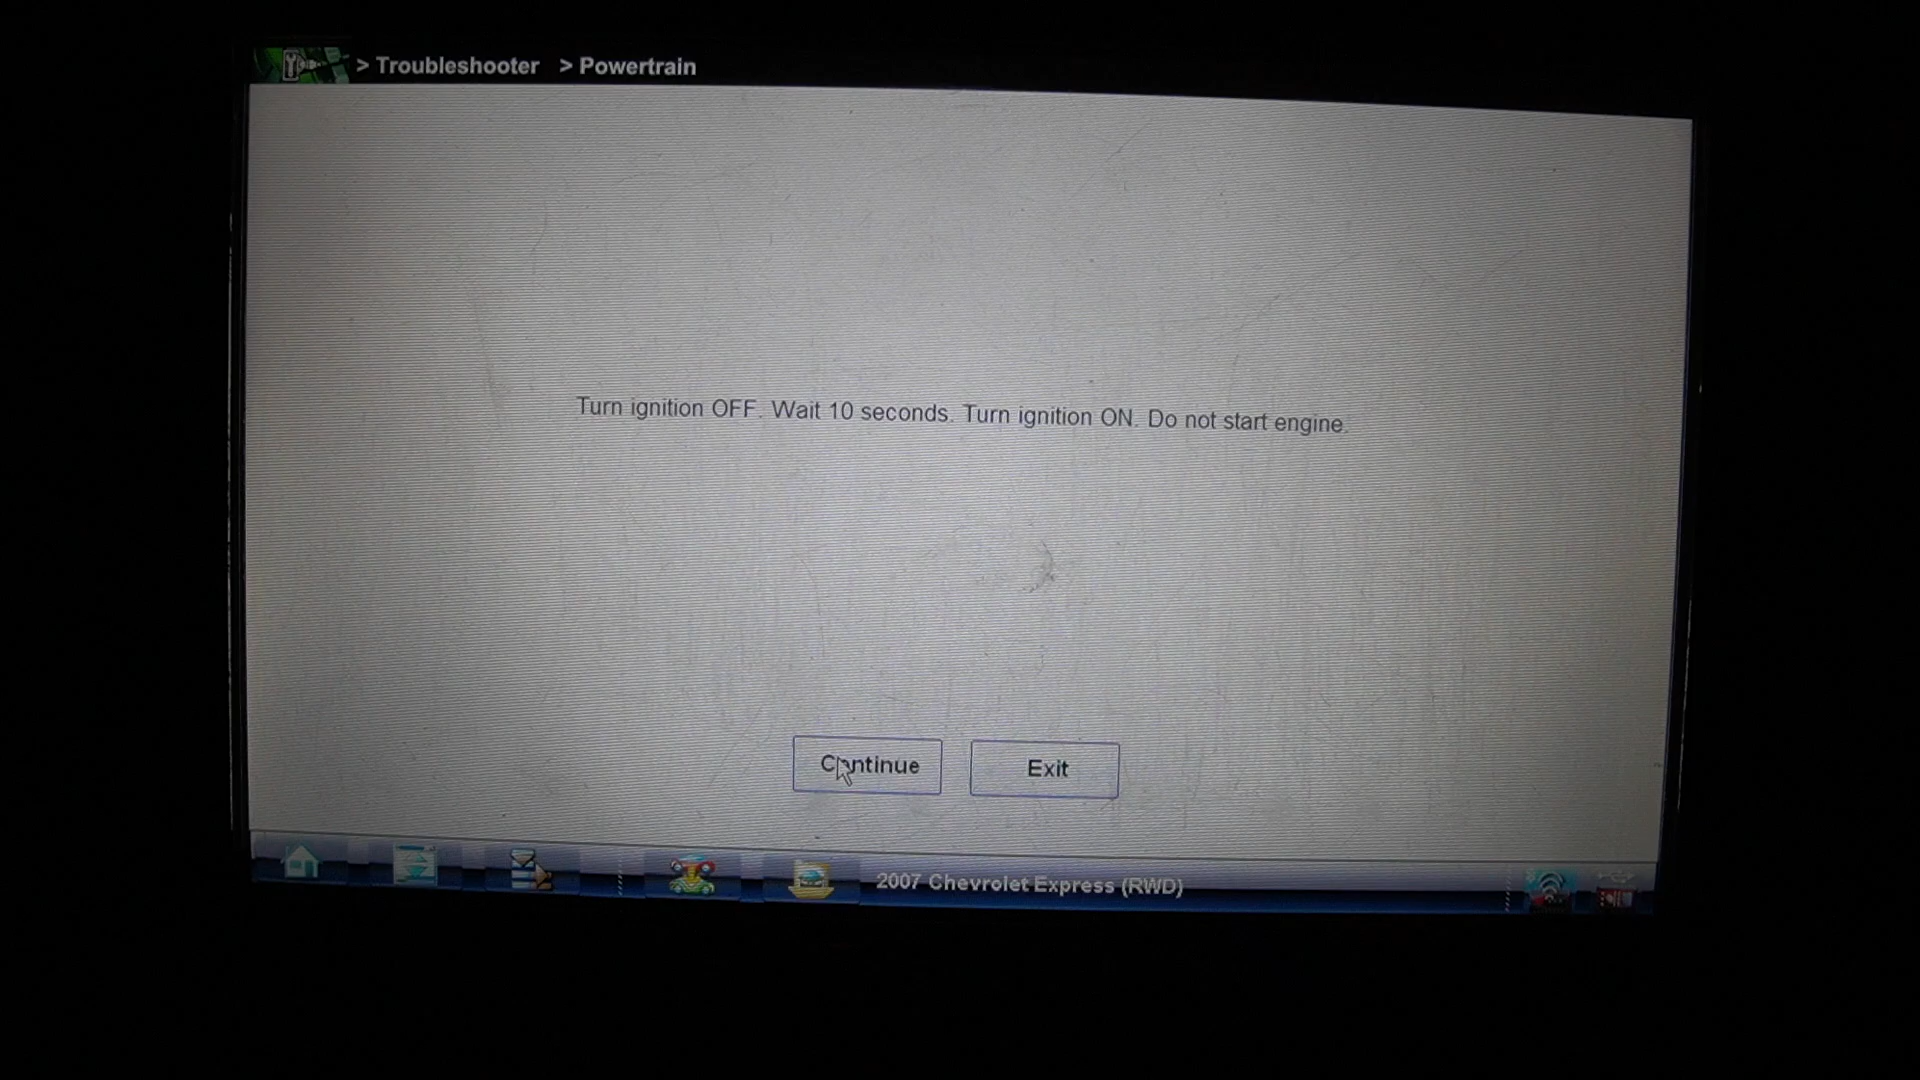 > Troubleshooter > Powertrain
Turn ignition OFF. Wait 10 seconds. Turn ignition ON. Do not start engine.
Continue Exit
2007 Chevrolet Express (RWD)